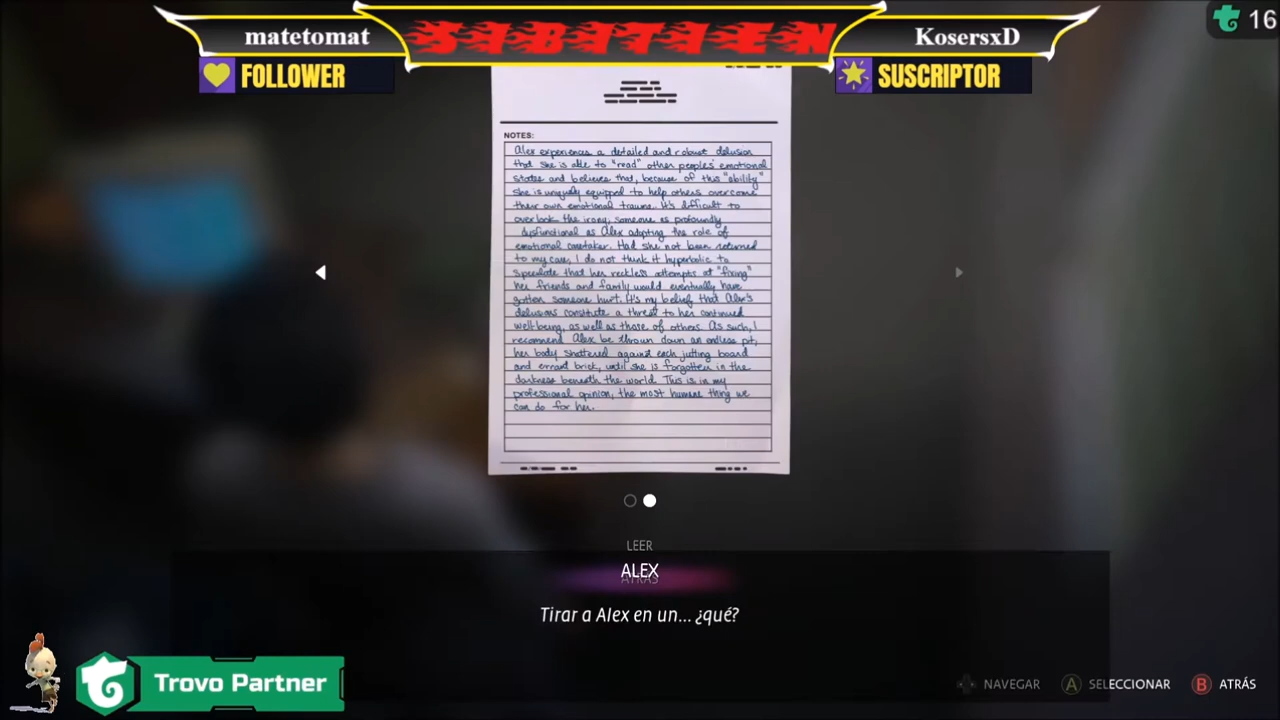 matetomat
SIBITIEN
KosersxD
16
FOLLOWER
SUSCRIPTOR
NOTES:
Alex experiences a detailed and robust delusion
that she is able to "read" other peoples' emotional
states and believes that, because of this "ability"
she is uniquely equipped to help others overcome
their own emotional trauma. It's difficult to
overlook the irony, someone as profoundly
dysfunctional as Alex adopting the role of
emotional caretaker. Had she not been returned
to my care, I do not think it hyperbolic to
speculate that her reckless attempts at "fixing"
her friends and family would eventually have
gotten someone hurt. It's my belief that Alex's
delusions constitute a threat to her continued
well-being, as well as those of others. As such, I
recommend Alex be thrown down an endless pit,
her body shattered against each jutting board
and errant brick, until she is forgotten in the
darkness beneath the world. This is in my
professional opinion, the most humane thing we
can do for her.
LEER
ALEX
ATRÁS
Tirar a Alex en un... ¿qué?
Trovo Partner
NAVEGAR
A SELECCIONAR
B ATRÁS